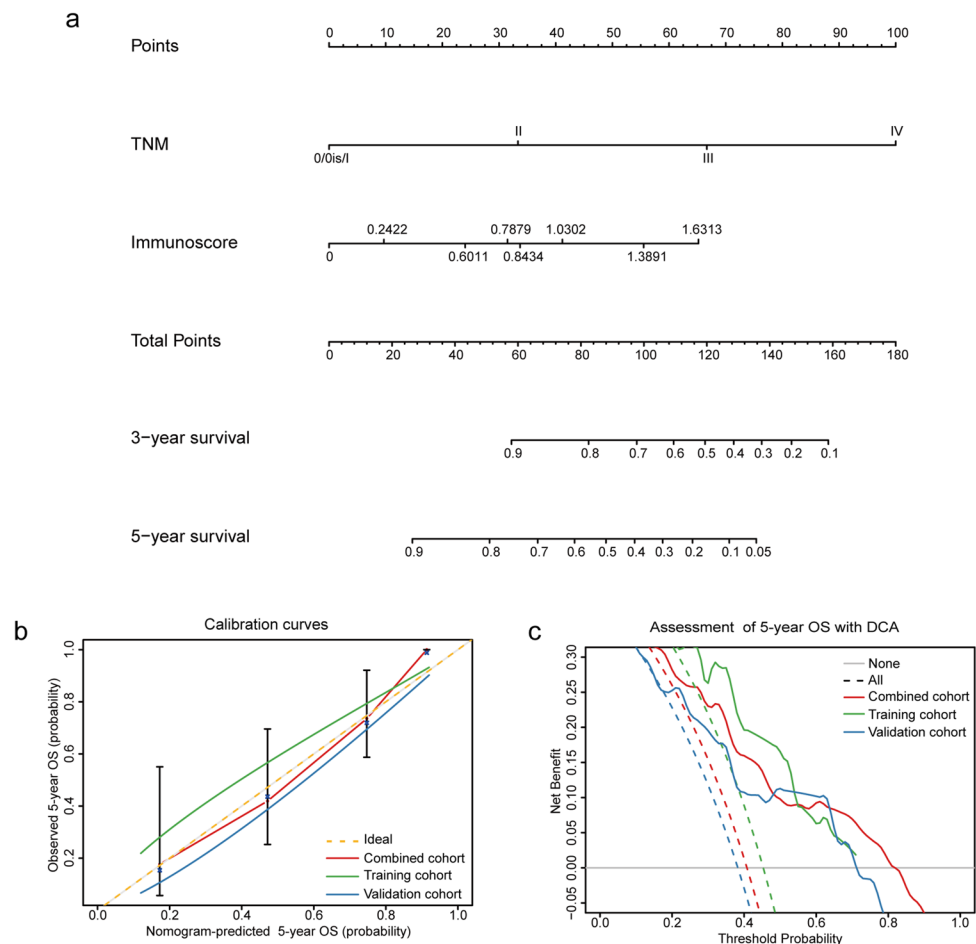 a
Points
0 10 20 30 40 50 60 70 80 90 100
TNM
II IV
0/0is/I III
Immunoscore
0.2422 0.7879 1.0302 1.6313
0 0.6011 0.8434 1.3891
Total Points
0 20 40 60 80 100 120 140 160 180
3−year survival
0.9 0.8 0.7 0.6 0.5 0.4 0.3 0.2 0.1
5−year survival
0.9 0.8 0.7 0.6 0.5 0.4 0.3 0.2 0.1 0.05
b
Calibration curves
Observed 5-year OS (probability)
1.0
0.8
0.6
0.4
0.2
Ideal
Combined cohort
Training cohort
Validation cohort
0.0 0.2 0.4 0.6 0.8 1.0
Nomogram-predicted 5-year OS (probability)
c
Assessment of 5-year OS with DCA
Net Benefit
0.30
0.25
0.20
0.15
0.10
0.05
0.00
−0.05
None
All
Combined cohort
Training cohort
Validation cohort
0.0 0.2 0.4 0.6 0.8 1.0
Threshold Probability